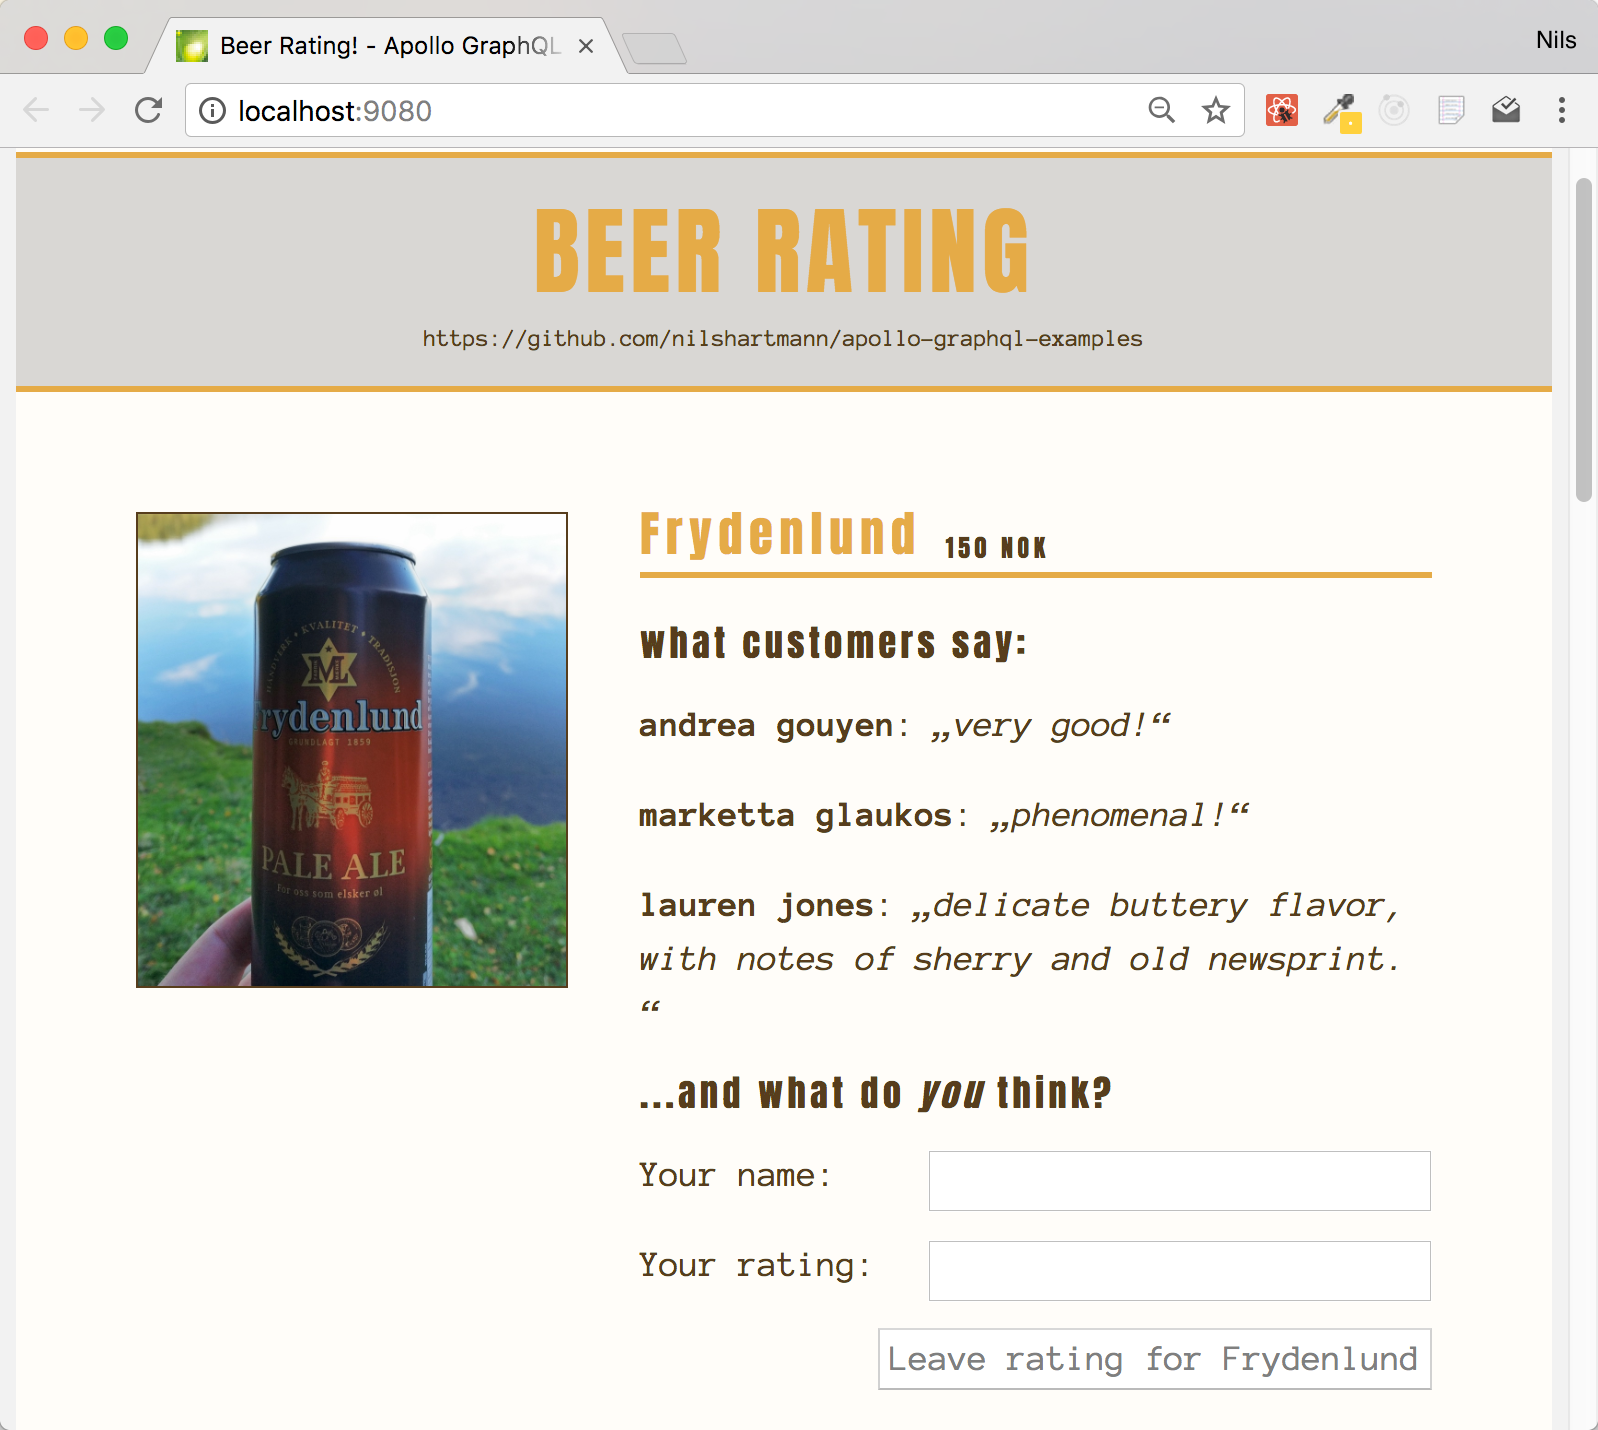 Beer Rating! - Apollo GraphQL
Nils
localhost:9080
BEER RATING
https://github.com/nilshartmann/apollo-graphql-examples
Frydenlund 150 NOK
what customers say:
andrea gouyen: „very good!“
marketta glaukos: „phenomenal!“
lauren jones: „delicate buttery flavor,
with notes of sherry and old newsprint.
“
...and what do you think?
Your name:
Your rating:
Leave rating for Frydenlund
HANDVERK • KVALITET • TRADISJON
M
Frydenlund
GRUNDLAGT 1859
PALE ALE
For oss som elsker øl